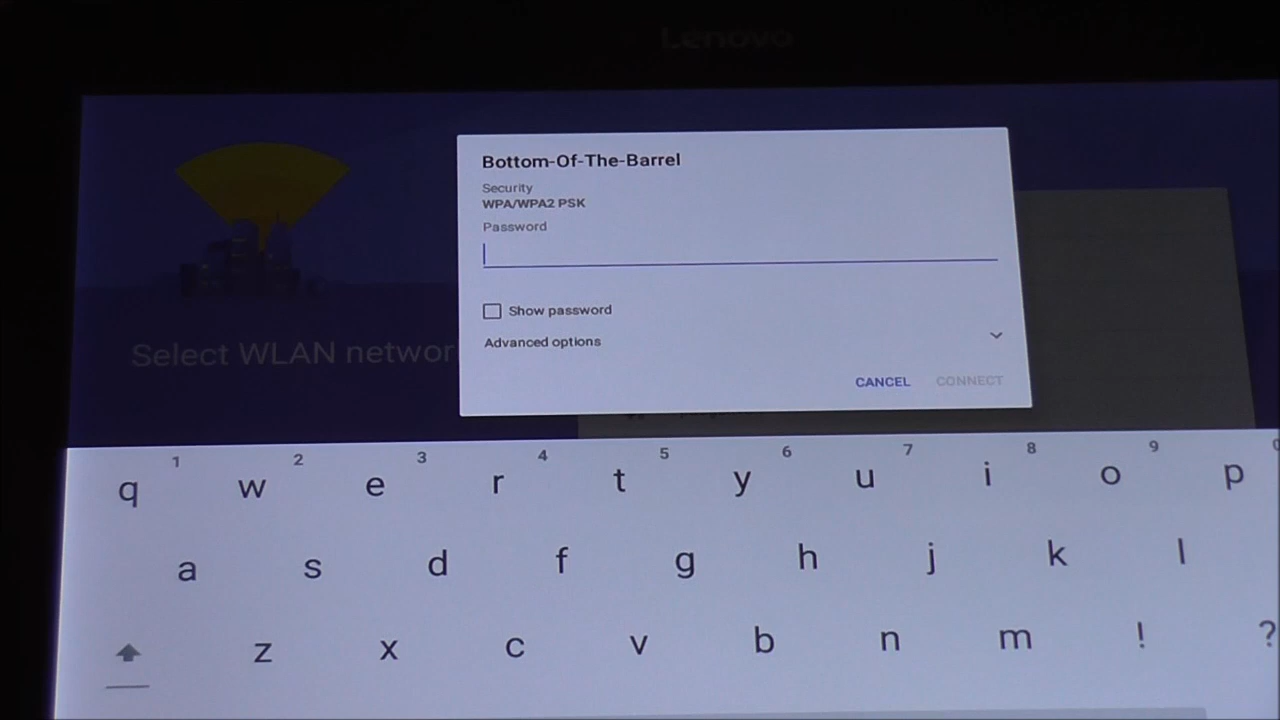 Lenovo
Bottom-Of-The-Barrel
Security
WPA/WPA2 PSK
Password
Show password
Advanced options
CANCEL CONNECT
Select WLAN networ
1 2 3 4 5 6 7 8 9 0
q w e r t y u i o p
a s d f g h j k l
z x c v b n m ! ?